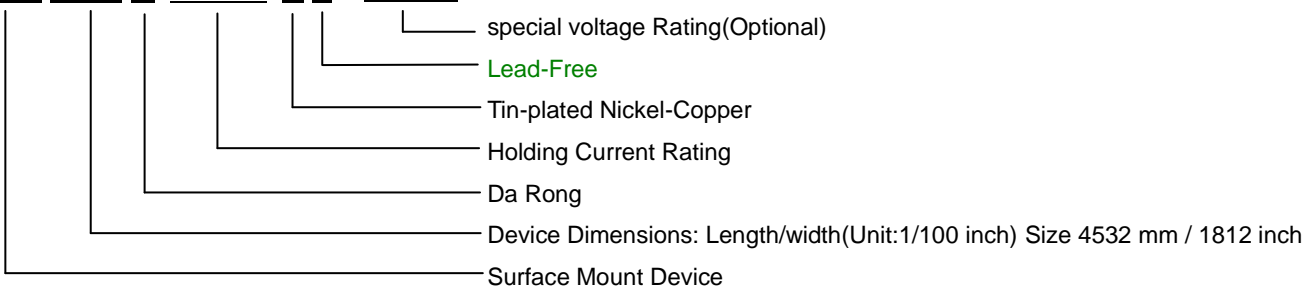 special voltage Rating(Optional)
Lead-Free
Tin-plated Nickel-Copper
Holding Current Rating
Da Rong
Device Dimensions: Length/width(Unit:1/100 inch) Size 4532 mm / 1812 inch
Surface Mount Device